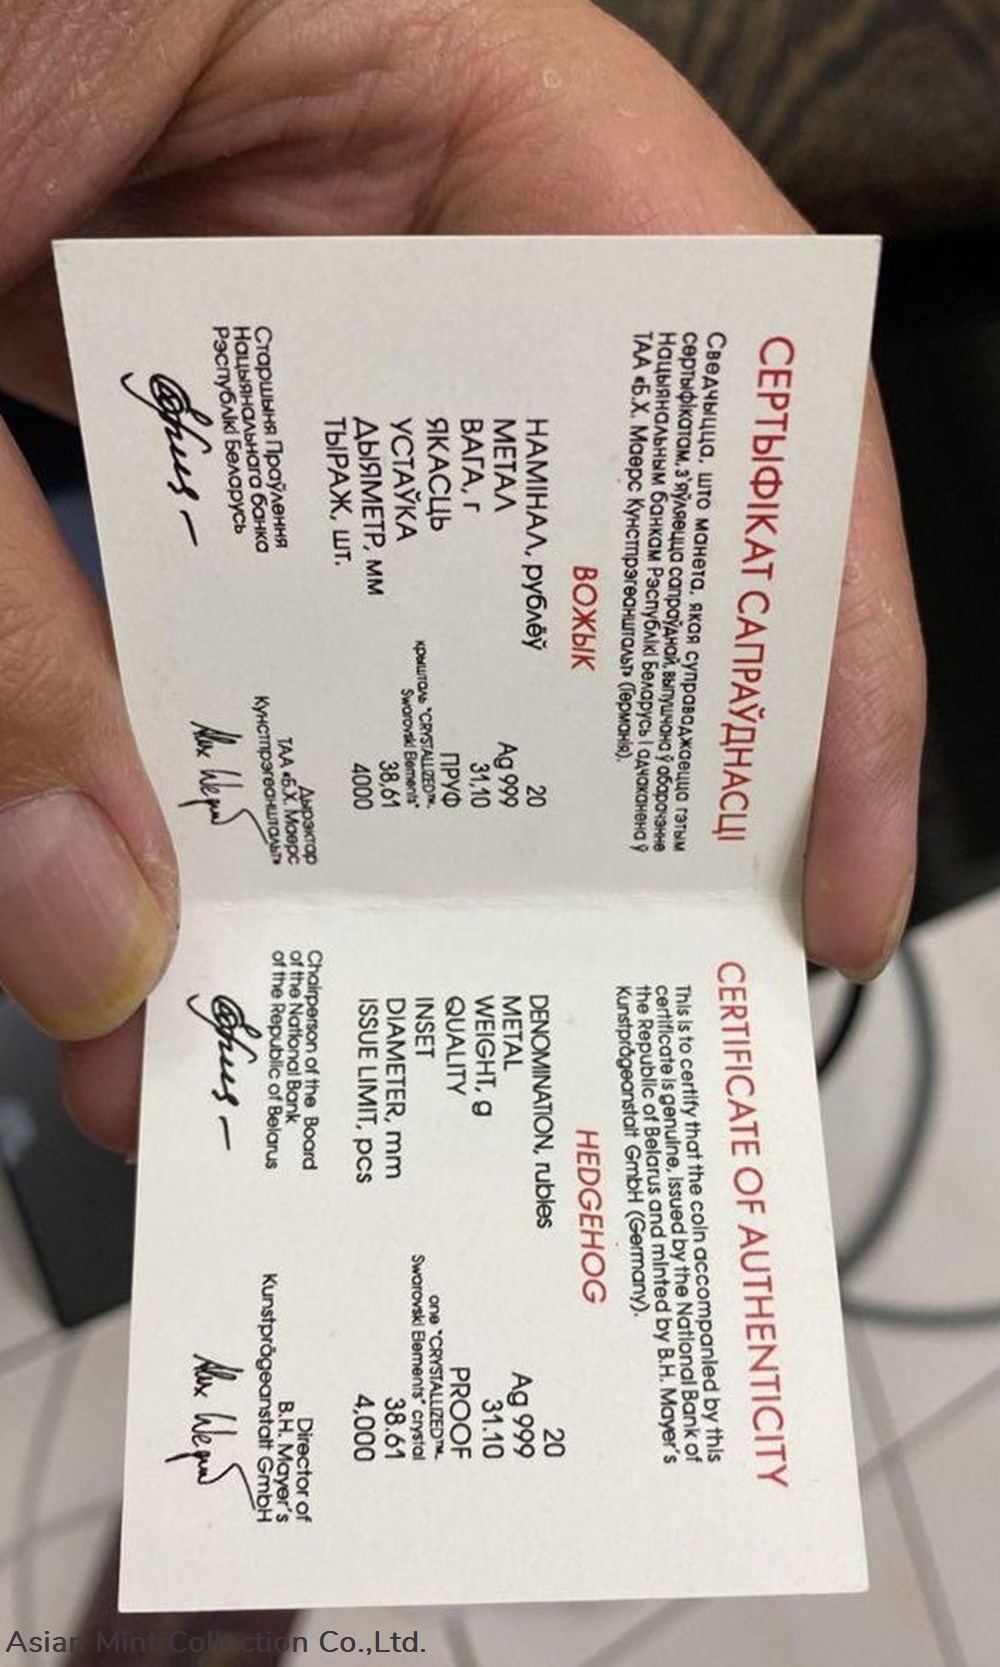 СЕРТЫФІКАТ САПРАЎДНАСЦІ
Сведчыцца, што манета, якая суправаджаецца гэтым
сертыфікатам, з'яўляецца сапраўднай, выпушчана ў абарачэнне
Нацыянальным банкам Рэспублікі Беларусь і адчаканена ў
ТАА «Б.Х. Маерс Кунстпрэгеанштальт» (Германія).
ВОЖЫК
НАМІНАЛ, рублёў 20
МЕТАЛ Ag 999
ВАГА, г 31,10
ЯКАСЦЬ ПРУФ
УСТАЎКА крышталь "CRYSTALLIZED™-
Swarovski Elements"
ДЫЯМЕТР, мм 38,61
ТЫРАЖ, шт. 4000
Старшыня Праўлення
Нацыянальнага банка
Рэспублікі Беларусь
Дырэктар
ТАА «Б.Х. Маерс
Кунстпрэгеанштальт»
CERTIFICATE OF AUTHENTICITY
This is to certify that the coin accompanied by this
certificate is genuine, issued by the National Bank of
the Republic of Belarus and minted by B.H. Mayer's
Kunstprägeanstalt GmbH (Germany).
HEDGEHOG
DENOMINATION, rubles 20
METAL Ag 999
WEIGHT, g 31.10
QUALITY PROOF
INSET one "CRYSTALLIZED™-
Swarovski Elements" crystal
DIAMETER, mm 38.61
ISSUE LIMIT, pcs 4,000
Chairperson of the Board
of the National Bank
of the Republic of Belarus
Director of
B.H. Mayer's
Kunstprägeanstalt GmbH
Asian Mint Collection Co.,Ltd.